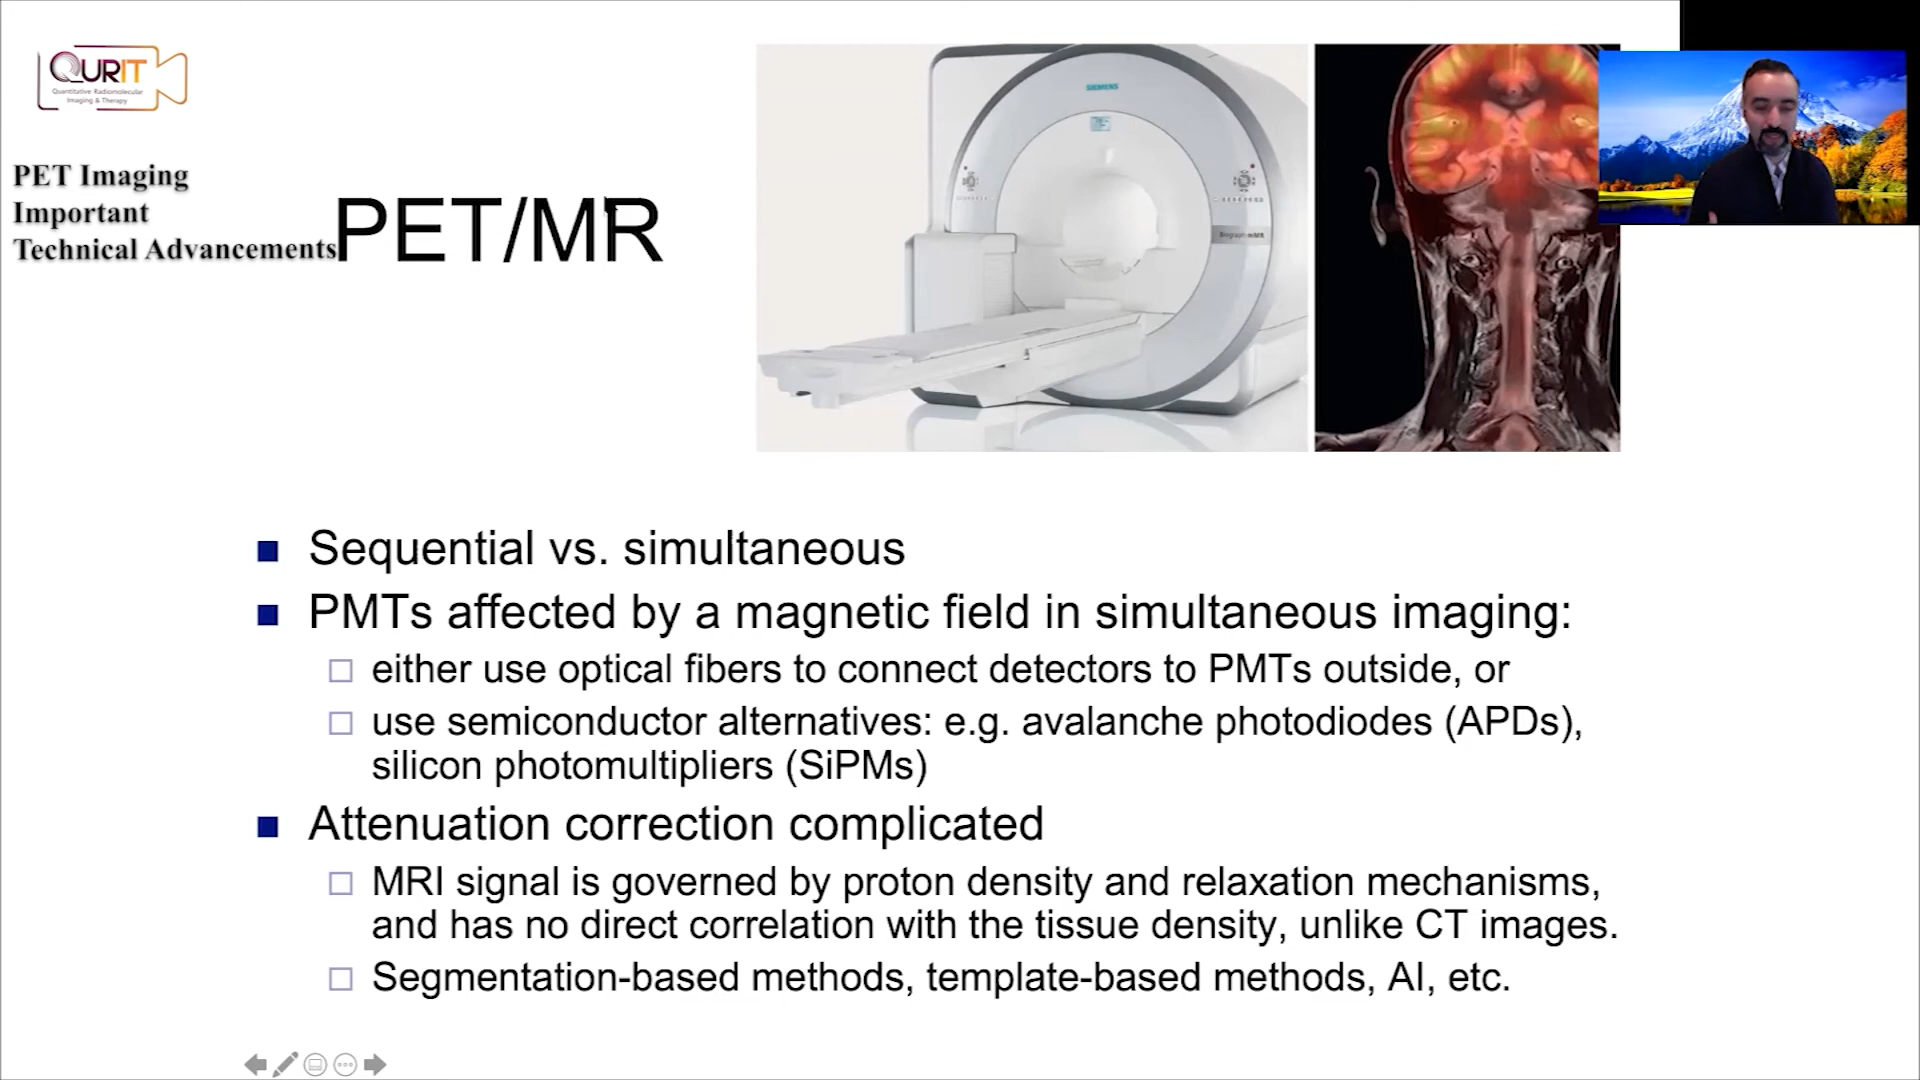 QURIT
Quantitative Radiomolecular
Imaging & Therapy
PET Imaging
Important
Technical Advancements
PET/MR
SIEMENS
Biograph mMR
Sequential vs. simultaneous
PMTs affected by a magnetic field in simultaneous imaging:
either use optical fibers to connect detectors to PMTs outside, or
use semiconductor alternatives: e.g. avalanche photodiodes (APDs),
silicon photomultipliers (SiPMs)
Attenuation correction complicated
MRI signal is governed by proton density and relaxation mechanisms,
and has no direct correlation with the tissue density, unlike CT images.
Segmentation-based methods, template-based methods, AI, etc.